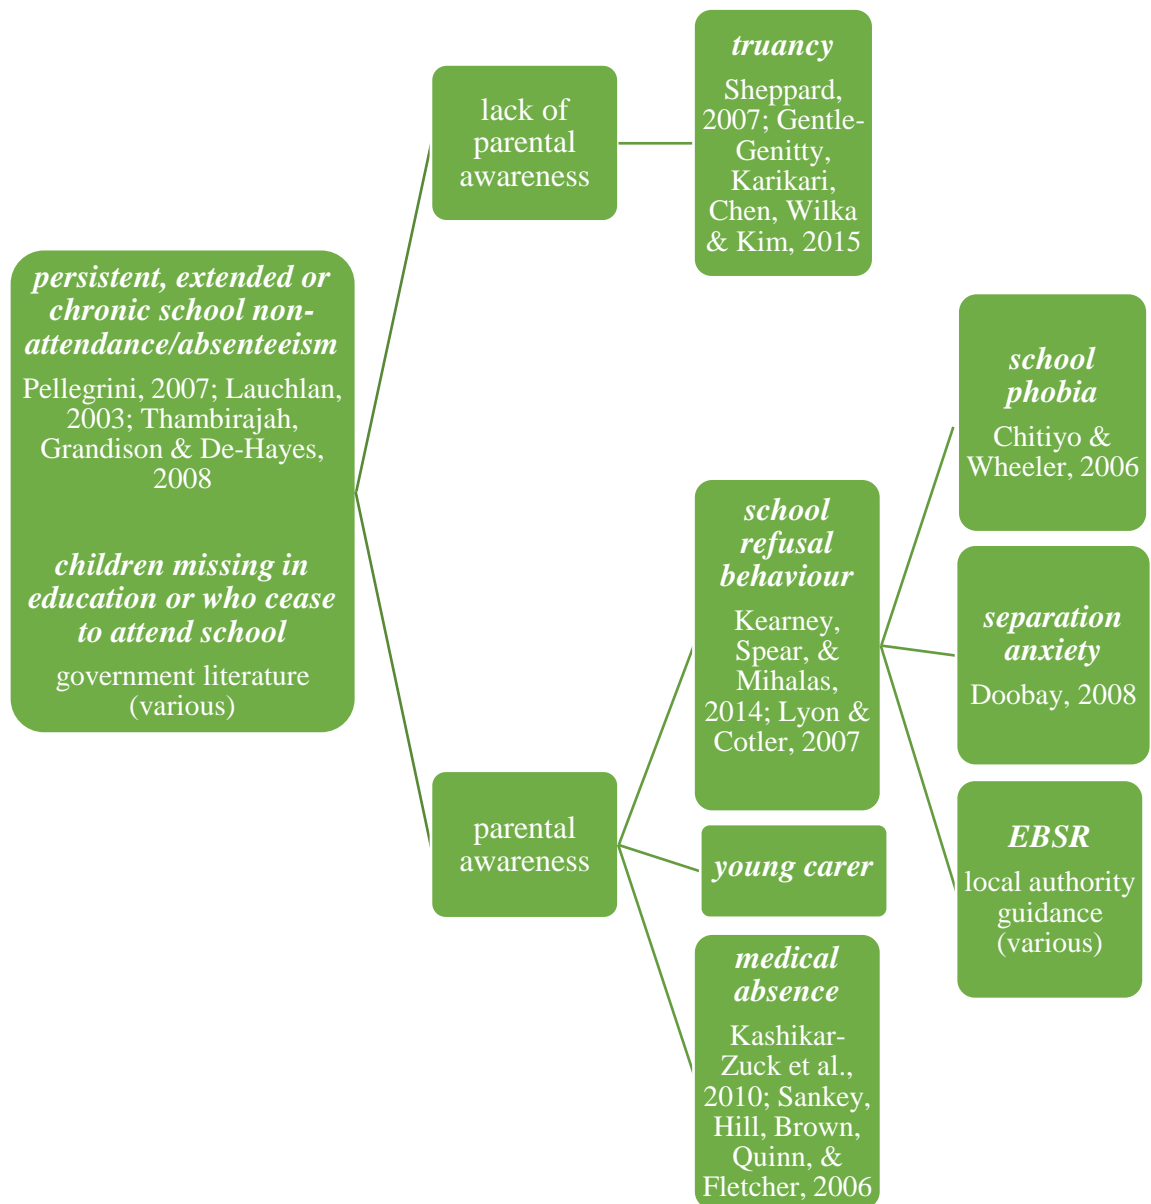 persistent, extended or
chronic school non-
attendance/absenteeism
Pellegrini, 2007; Lauchlan,
2003; Thambirajah,
Grandison & De-Hayes,
2008
children missing in
education or who cease
to attend school
government literature
(various)
lack of
parental
awareness
truancy
Sheppard,
2007; Gentle-
Genitty,
Karikari,
Chen, Wilka
& Kim, 2015
parental
awareness
school
refusal
behaviour
Kearney,
Spear, &
Mihalas,
2014; Lyon &
Cotler, 2007
school
phobia
Chitiyo &
Wheeler, 2006
separation
anxiety
Doobay, 2008
EBSR
local authority
guidance
(various)
young carer
medical
absence
Kashikar-
Zuck et al.,
2010; Sankey,
Hill, Brown,
Quinn, &
Fletcher, 2006